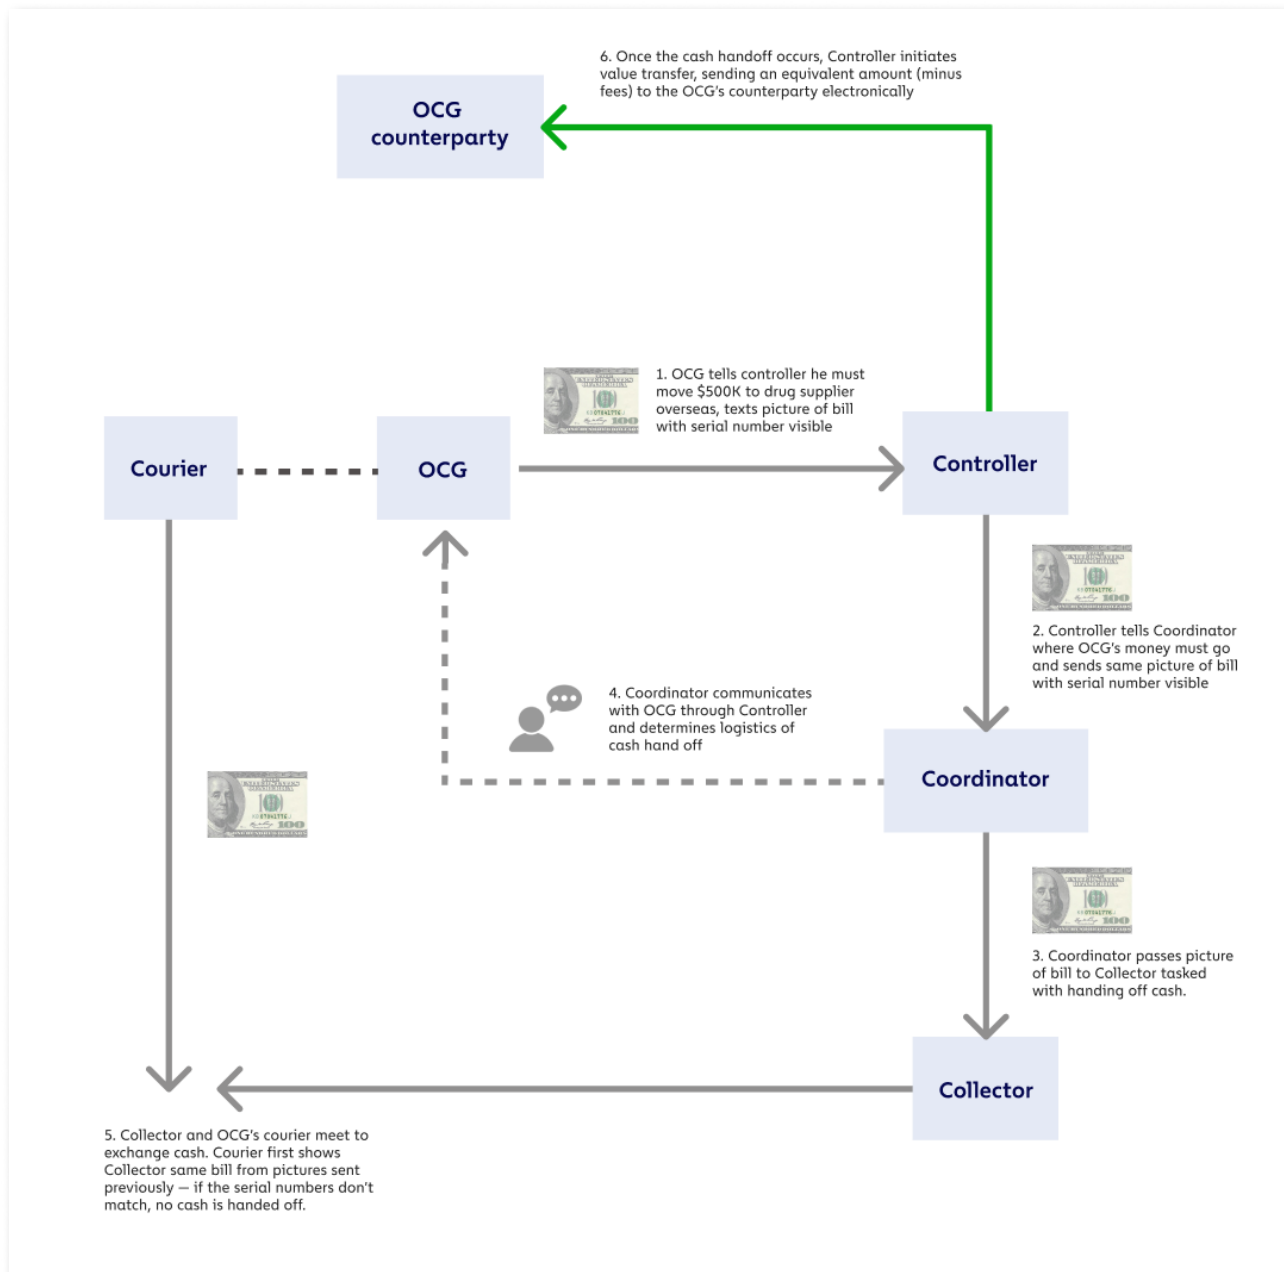 6. Once the cash handoff occurs, Controller initiates
value transfer, sending an equivalent amount (minus
fees) to the OCG's counterparty electronically
OCG
counterparty
1. OCG tells controller he must
move $500K to drug supplier
overseas, texts picture of bill
with serial number visible
Courier
OCG
Controller
2. Controller tells Coordinator
where OCG's money must go
and sends same picture of bill
with serial number visible
4. Coordinator communicates
with OCG through Controller
and determines logistics of
cash hand off
Coordinator
3. Coordinator passes picture
of bill to Collector tasked
with handing off cash.
Collector
5. Collector and OCG's courier meet to
exchange cash. Courier first shows
Collector same bill from pictures sent
previously — if the serial numbers don't
match, no cash is handed off.
100
100
100
100